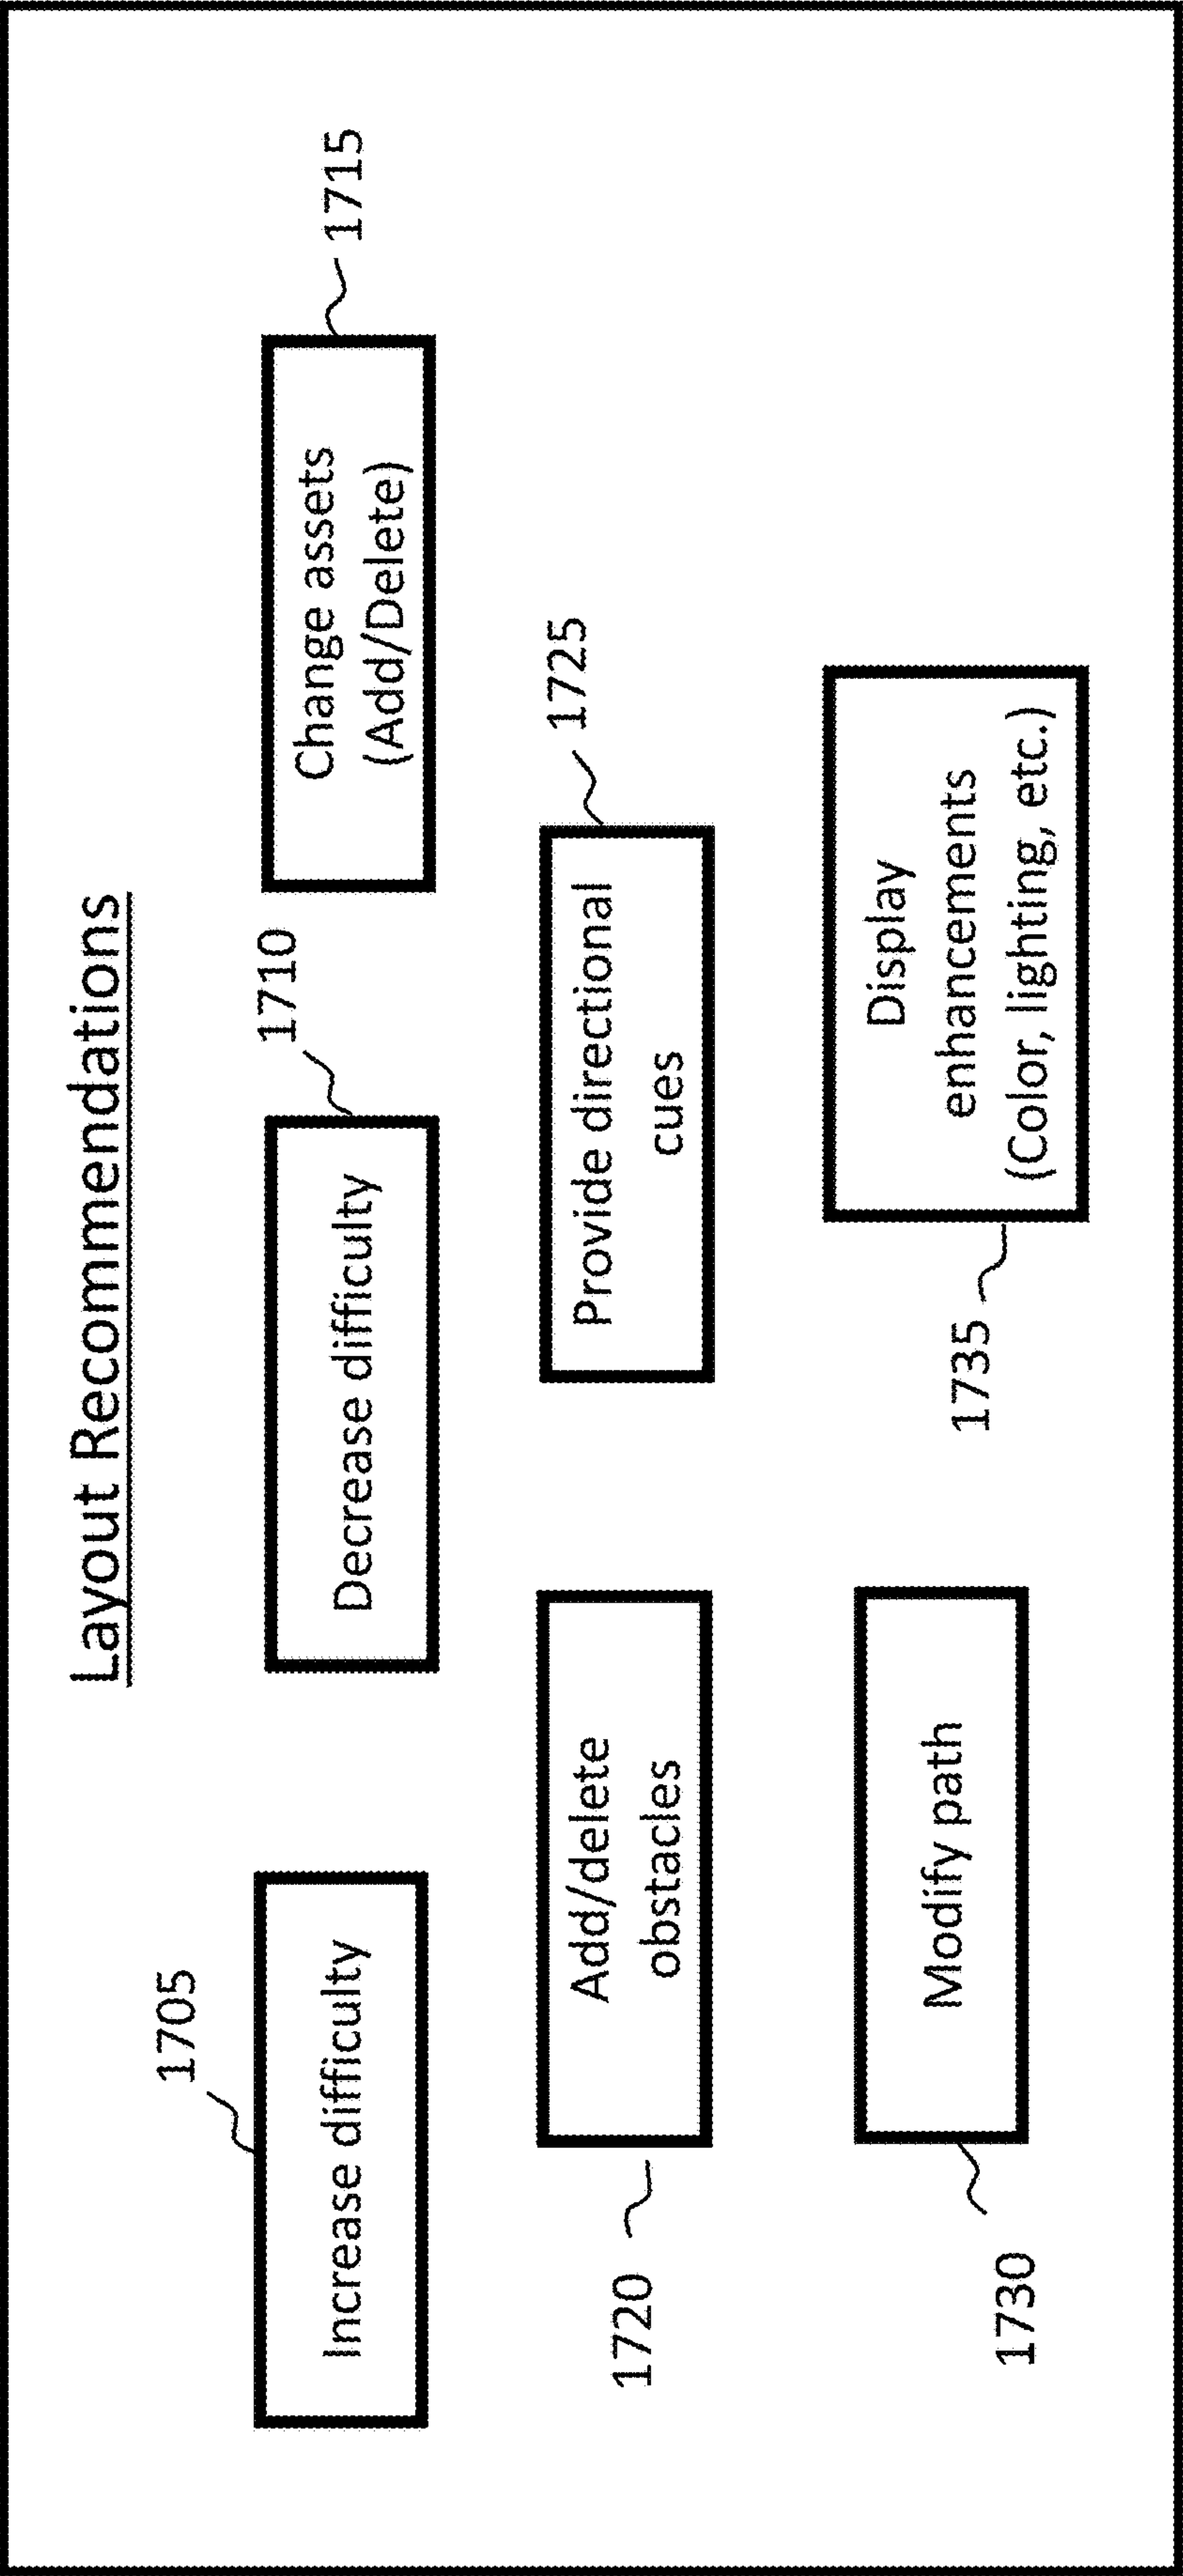 Layout Recommendations
1705
Increase difficulty
1710
Decrease difficulty
1715
Change assets
(Add/Delete)
1720
Add/delete
obstacles
1725
Provide directional
cues
1730
Modify path
1735
Display
enhancements
(Color, lighting, etc.)